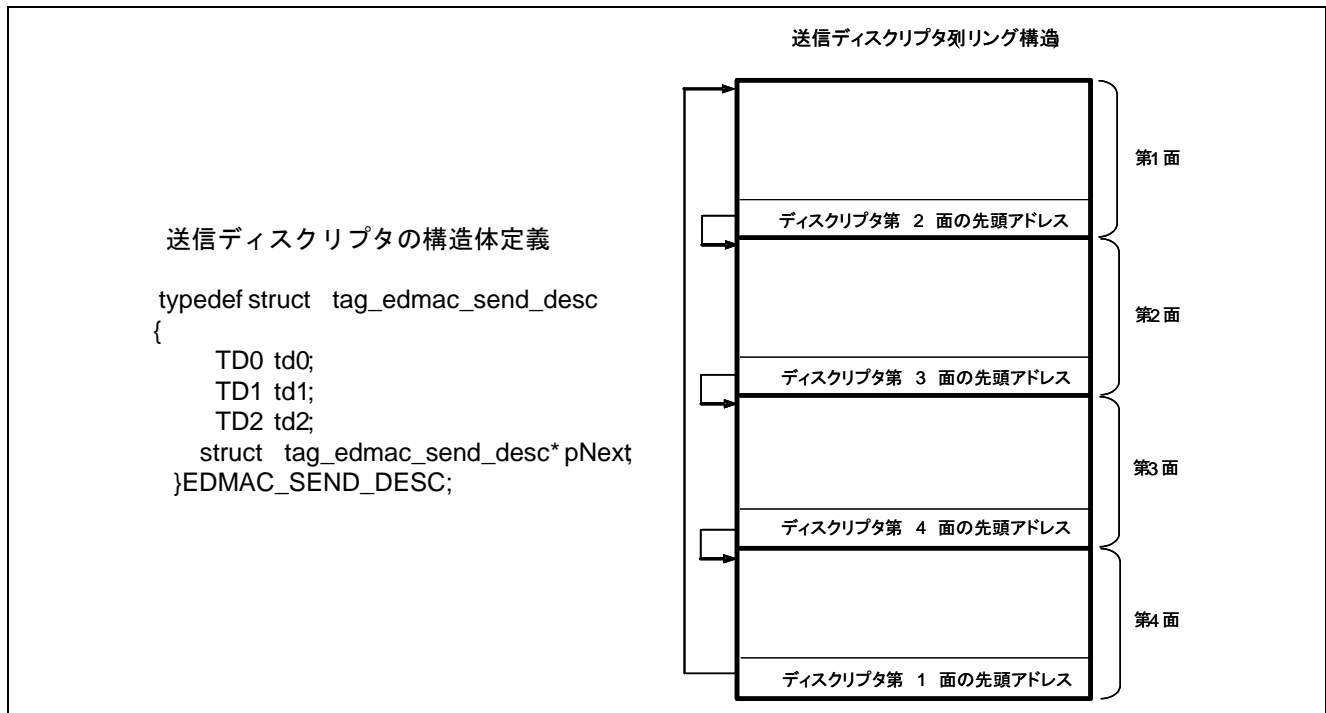 送信ディスクリプタの構造体定義
typedef struct tag_edmac_send_desc
{
TD0 td0;
TD1 td1;
TD2 td2;
struct tag_edmac_send_desc* pNext;
}EDMAC_SEND_DESC;
送信ディスクリプタ列(リング構造)
第1 面
ディスクリプタ第 2 面の先頭アドレス
第2 面
ディスクリプタ第 3 面の先頭アドレス
第3 面
ディスクリプタ第 4 面の先頭アドレス
第4 面
ディスクリプタ第 1 面の先頭アドレス